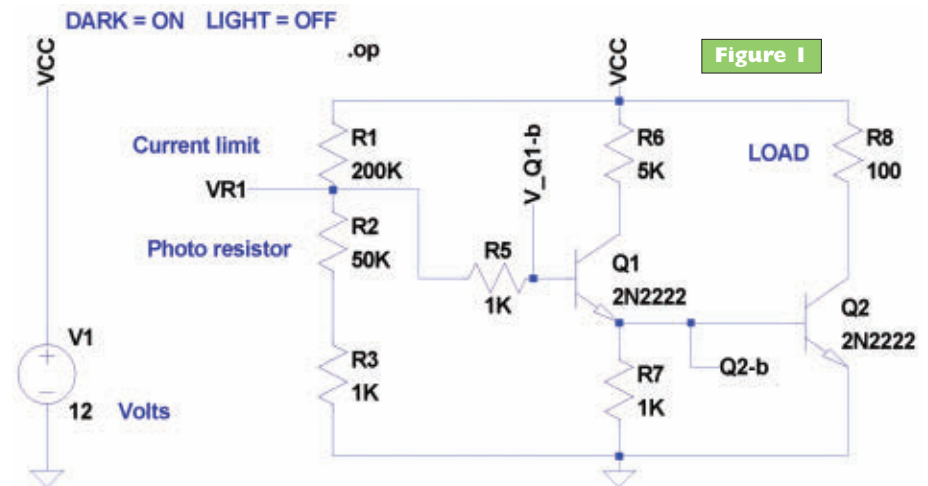 DARK = ON LIGHT = OFF
VCC
.op
VCC
Figure 1
Current limit
R1
200K
VR1
V_Q1-b
R6
5K
LOAD
R8
100
Photo resistor
R2
50K
R5
1K
Q1
2N2222
Q2
2N2222
V1
12 Volts
R3
1K
R7
1K
Q2-b